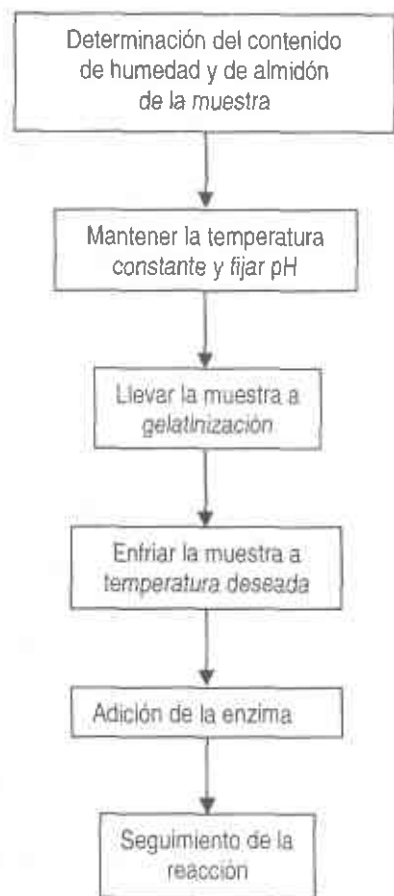 Determinación del contenido
de humedad y de almidón
de la muestra
Mantener la temperatura
constante y fijar pH
Llevar la muestra a
gelatinización
Enfriar la muestra a
temperatura deseada
Adición de la enzima
Seguimiento de la
reacción